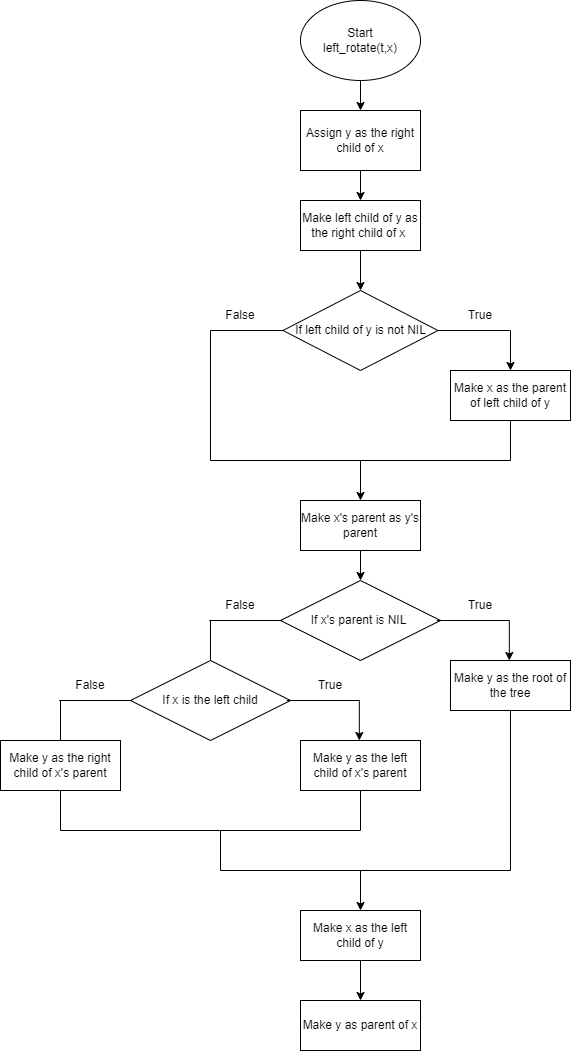 Start
left_rotate(t,x)
Assign y as the right
child of x
Make left child of y as
the right child of x
False
True
If left child of y is not NIL
Make x as the parent
of left child of y
Make x's parent as y's
parent
False
True
If x's parent is NIL
False
True
If x is the left child
Make y as the root of
the tree
Make y as the right
child of x's parent
Make y as the left
child of x's parent
Make x as the left
child of y
Make y as parent of x